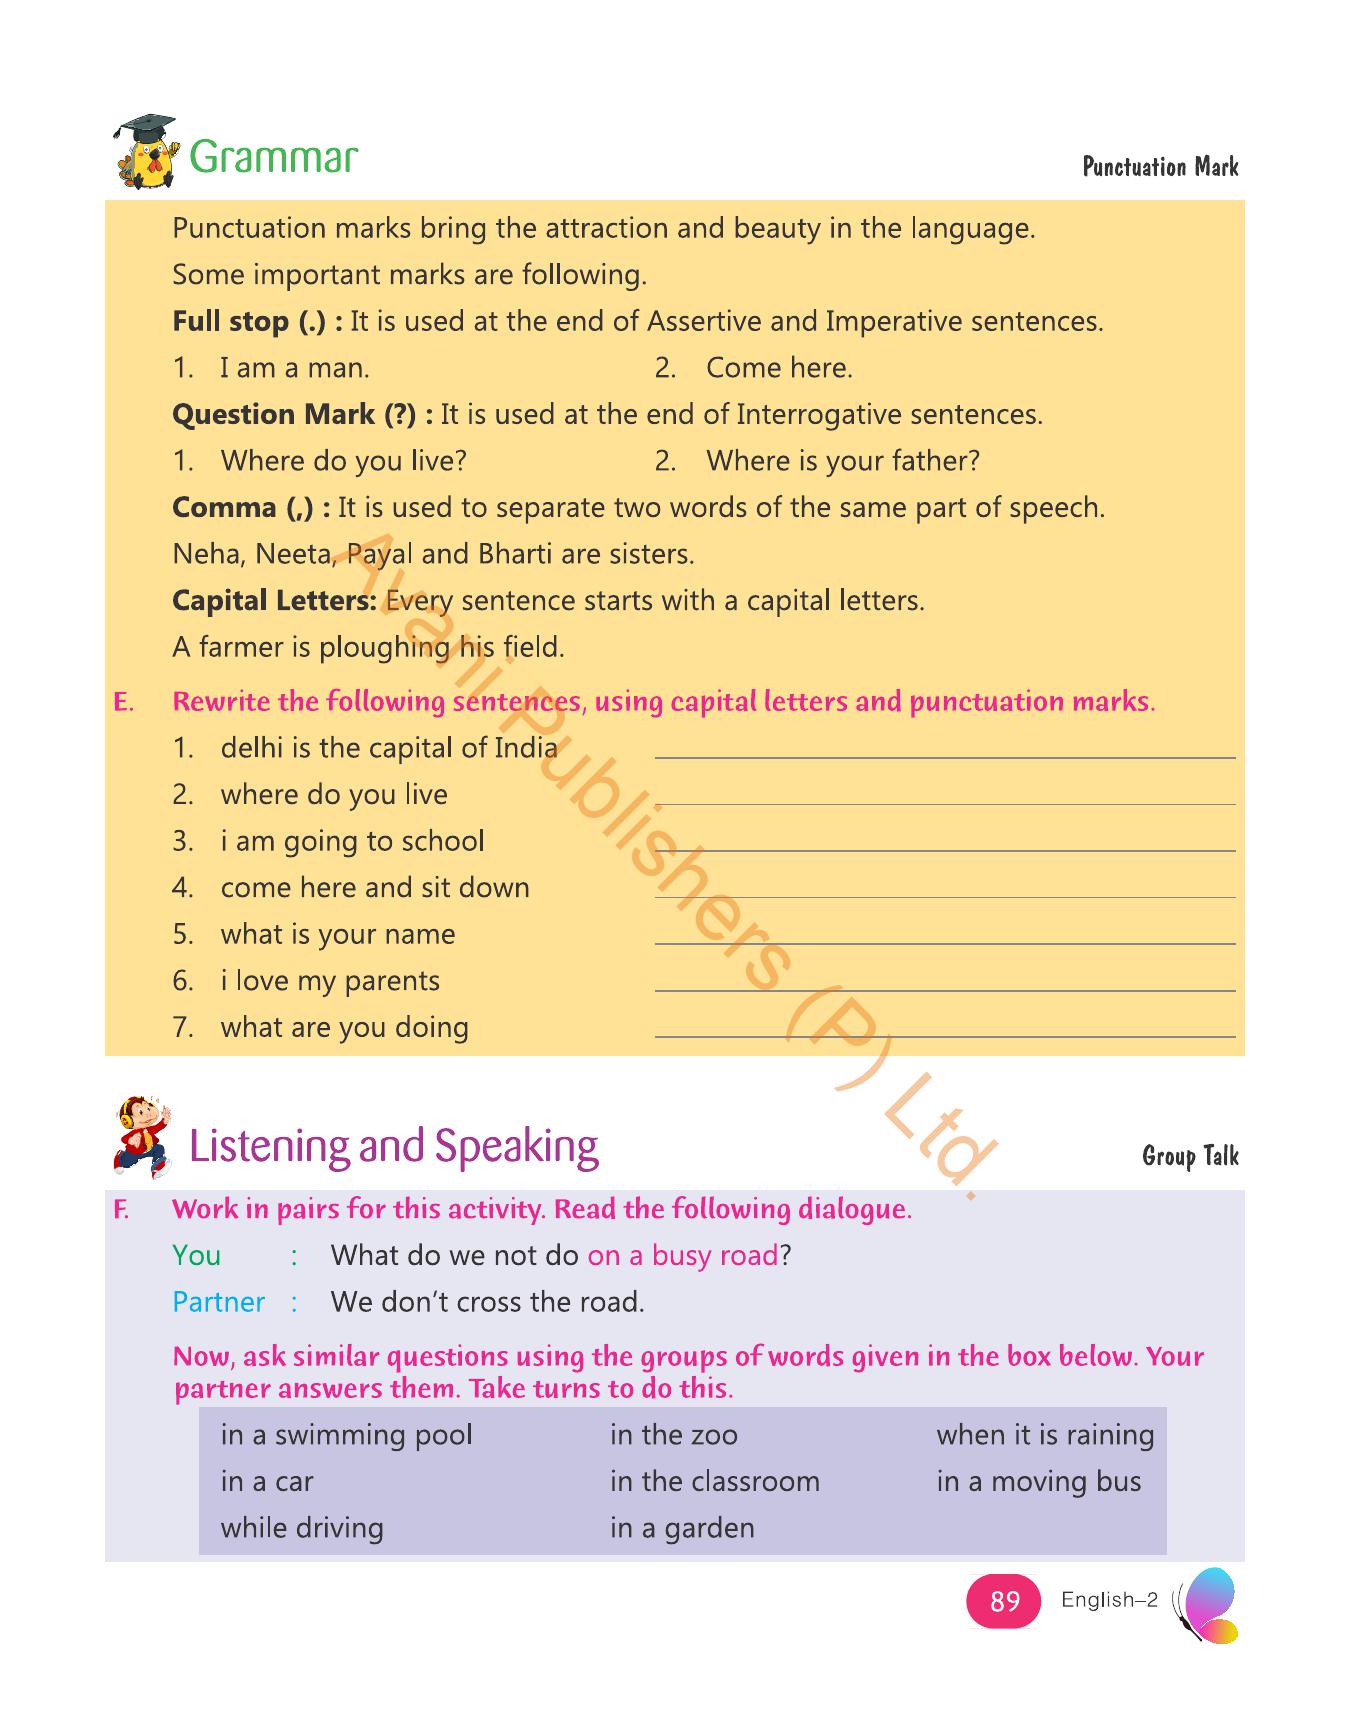 Grammar
Punctuation Mark
Punctuation marks bring the attraction and beauty in the language.
Some important marks are following.
Full stop (.) : It is used at the end of Assertive and Imperative sentences.
1. I am a man. 2. Come here.
Question Mark (?) : It is used at the end of Interrogative sentences.
1. Where do you live? 2. Where is your father?
Comma (,) : It is used to separate two words of the same part of speech.
Neha, Neeta, Payal and Bharti are sisters.
Capital Letters: Every sentence starts with a capital letters.
A farmer is ploughing his field.
E. Rewrite the following sentences, using capital letters and punctuation marks.
1. delhi is the capital of India
2. where do you live
3. i am going to school
4. come here and sit down
5. what is your name
6. i love my parents
7. what are you doing
Avani Publishers (P) Ltd.
Listening and Speaking
Group Talk
F. Work in pairs for this activity. Read the following dialogue.
You : What do we not do on a busy road?
Partner : We don't cross the road.
Now, ask similar questions using the groups of words given in the box below. Your
partner answers them. Take turns to do this.
in a swimming pool in the zoo when it is raining
in a car in the classroom in a moving bus
while driving in a garden
89 English–2